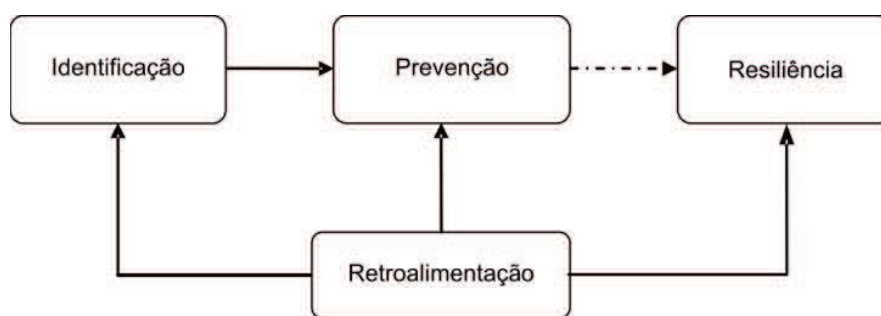 Identificação
Prevenção
Resiliência
Retroalimentação